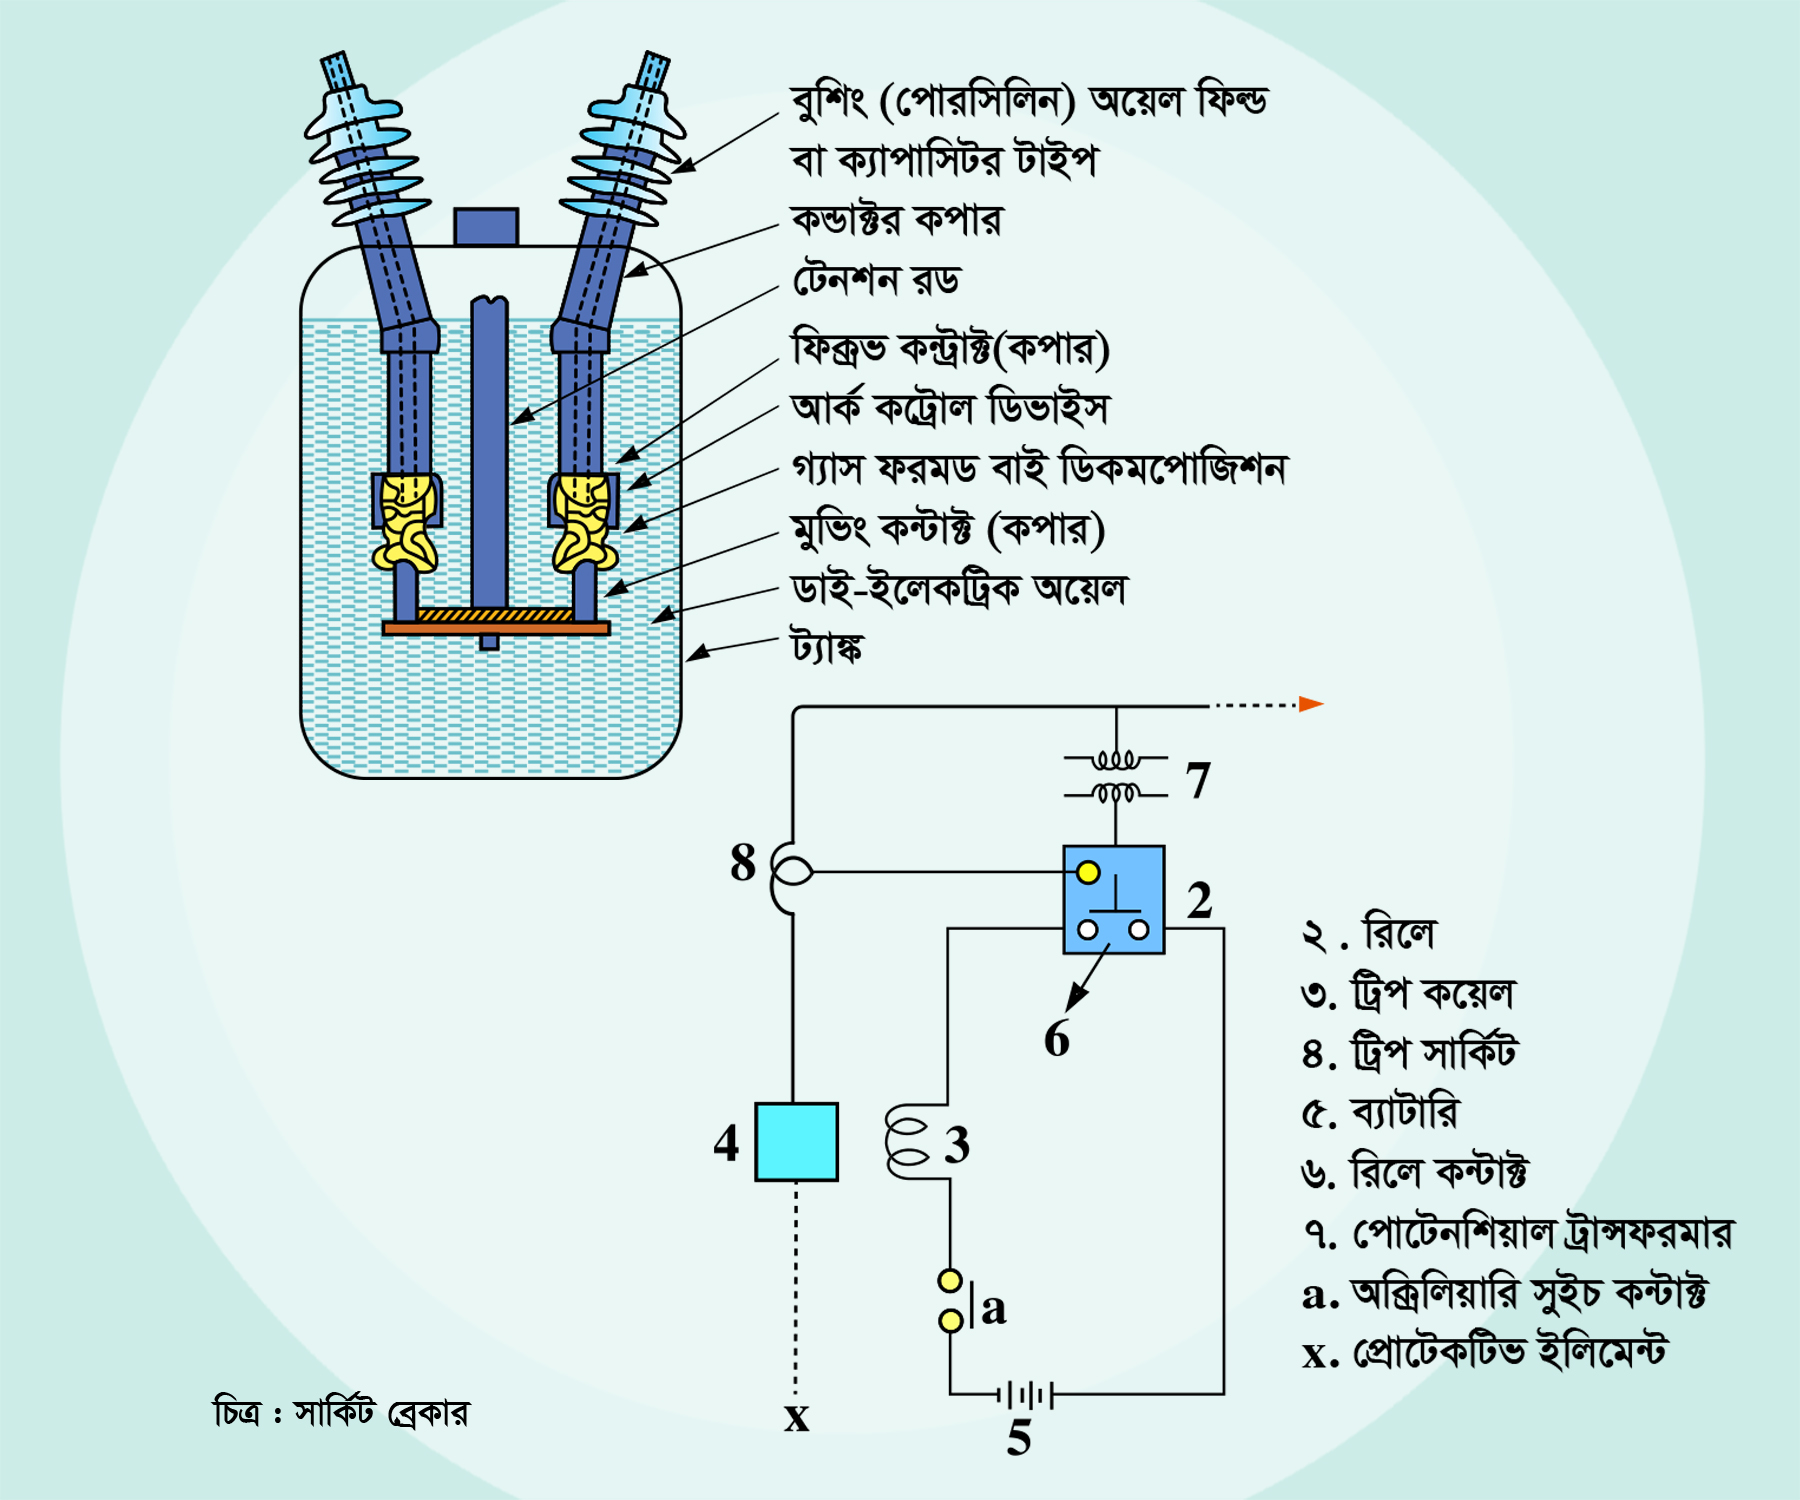 বুশিং (পোরসিলিন) অয়েল ফিল্ড
বা ক্যাপাসিটর টাইপ
কন্ডাক্টর কপার
টেনশন রড
ফিক্সভ কন্ট্রাক্ট(কপার)
আর্ক কট্রোল ডিভাইস
গ্যাস ফরমড বাই ডিকমপোজিশন
মুভিং কন্টাক্ট (কপার)
ডাই-ইলেকট্রিক অয়েল
ট্যাঙ্ক
7
8
2
6
4
3
a
x
5
২ . রিলে
৩. ট্রিপ কয়েল
৪. ট্রিপ সার্কিট
৫. ব্যাটারি
৬. রিলে কন্টাক্ট
৭. পোটেনশিয়াল ট্রান্সফরমার
a. অক্সিলিয়ারি সুইচ কন্টাক্ট
x. প্রোটেকটিভ ইলিমেন্ট
চিত্র : সার্কিট ব্রেকার